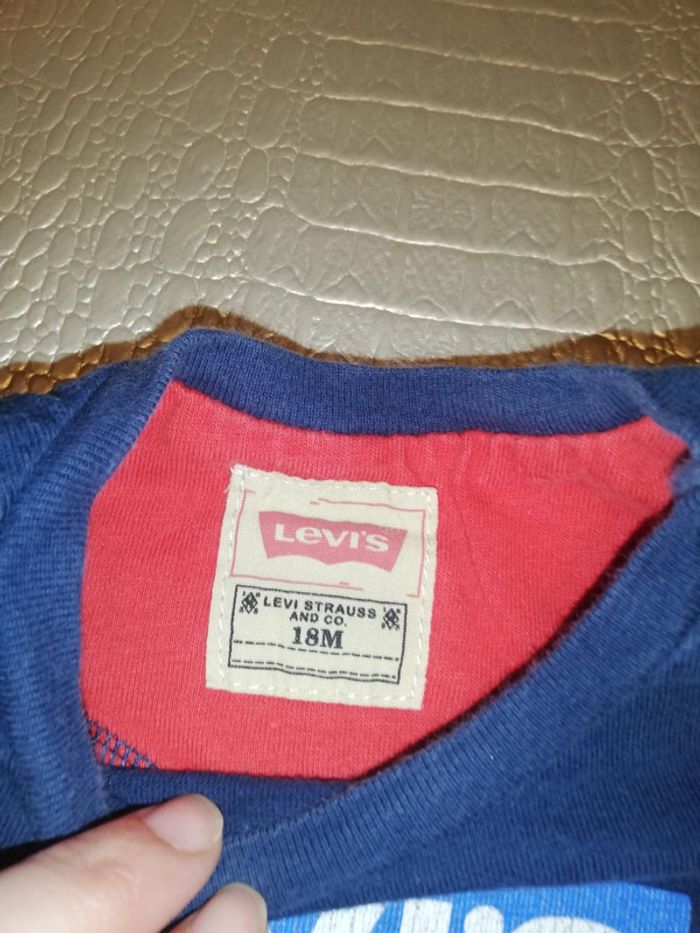 LEVI'S
LEVI STRAUSS
AND CO.
18M